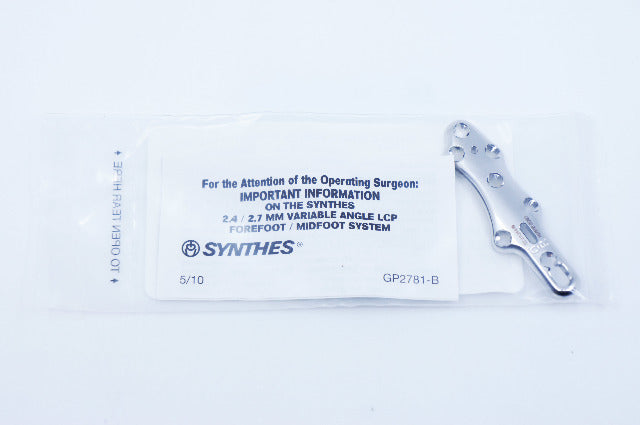 For the Attention of the Operating Surgeon:
IMPORTANT INFORMATION
ON THE SYNTHES
2.4 / 2.7 MM VARIABLE ANGLE LCP
FOREFOOT / MIDFOOT SYSTEM
SYNTHES®
5/10 GP2781-B
TO OPEN TEAR HERE